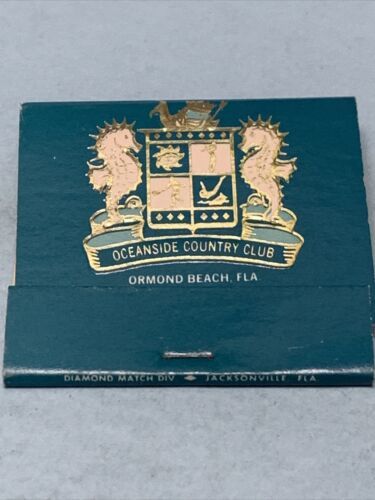 OCEANSIDE COUNTRY CLUB
ORMOND BEACH, FLA
DIAMOND MATCH DIV ◆ JACKSONVILLE, FLA